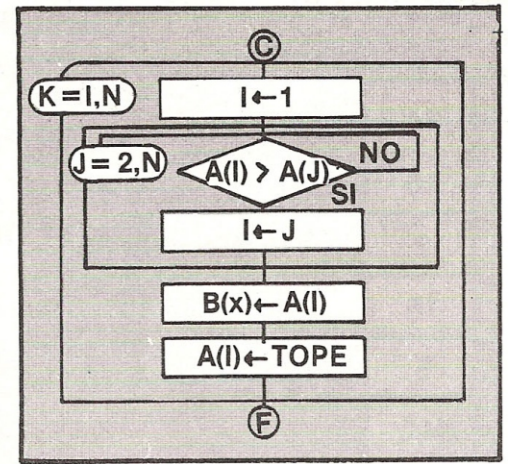 C
K = I,N
I ← 1
J = 2,N
A(I) > A(J)
NO
SI
I ← J
B(x) ← A(I)
A(I) ← TOPE
F